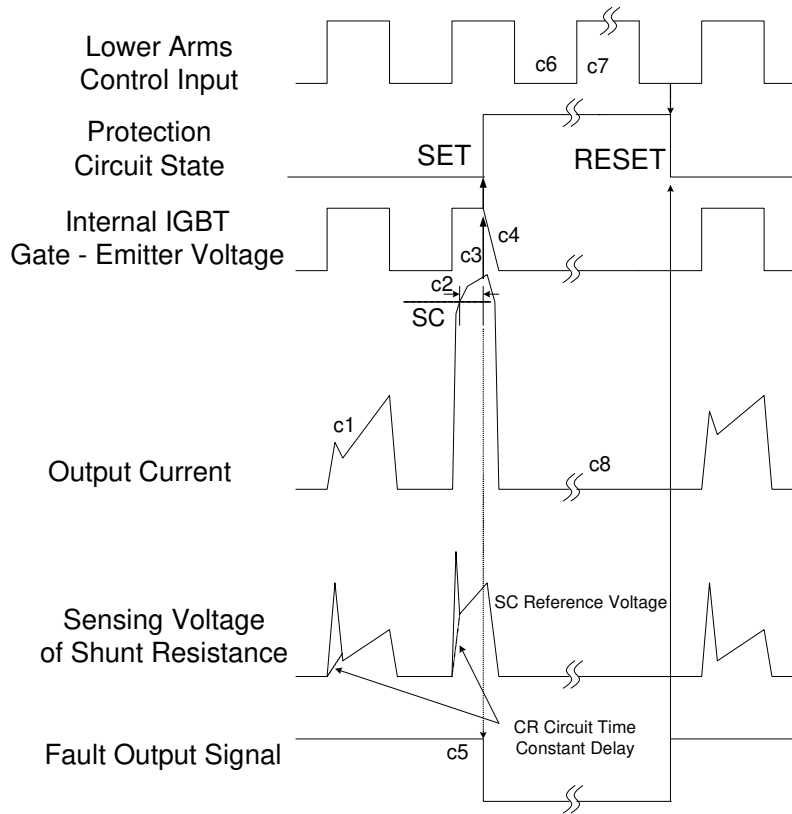 Lower Arms
Control Input
c6
c7
Protection
Circuit State
SET
RESET
Internal IGBT
Gate - Emitter Voltage
c4
c3
c2
SC
c1
Output Current
c8
SC Reference Voltage
Sensing Voltage
of Shunt Resistance
CR Circuit Time
Constant Delay
Fault Output Signal
c5